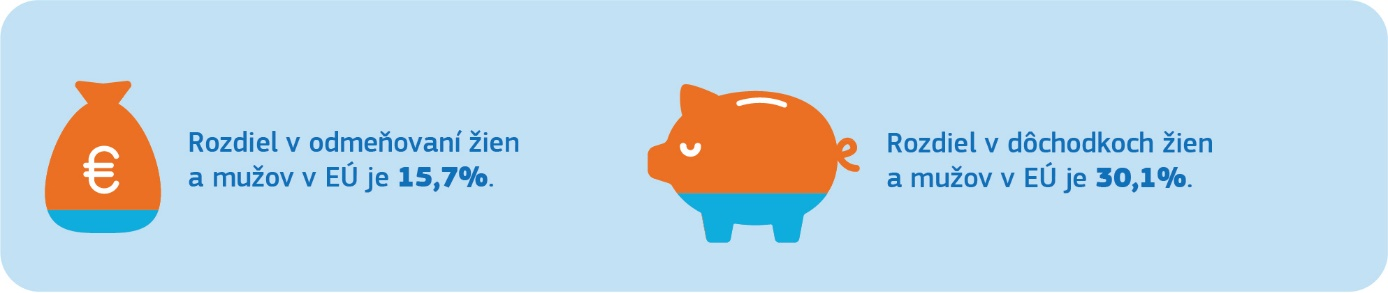 €
Rozdiel v odmeňovaní žien
a mužov v EÚ je 15,7%.
Rozdiel v dôchodkoch žien
a mužov v EÚ je 30,1%.